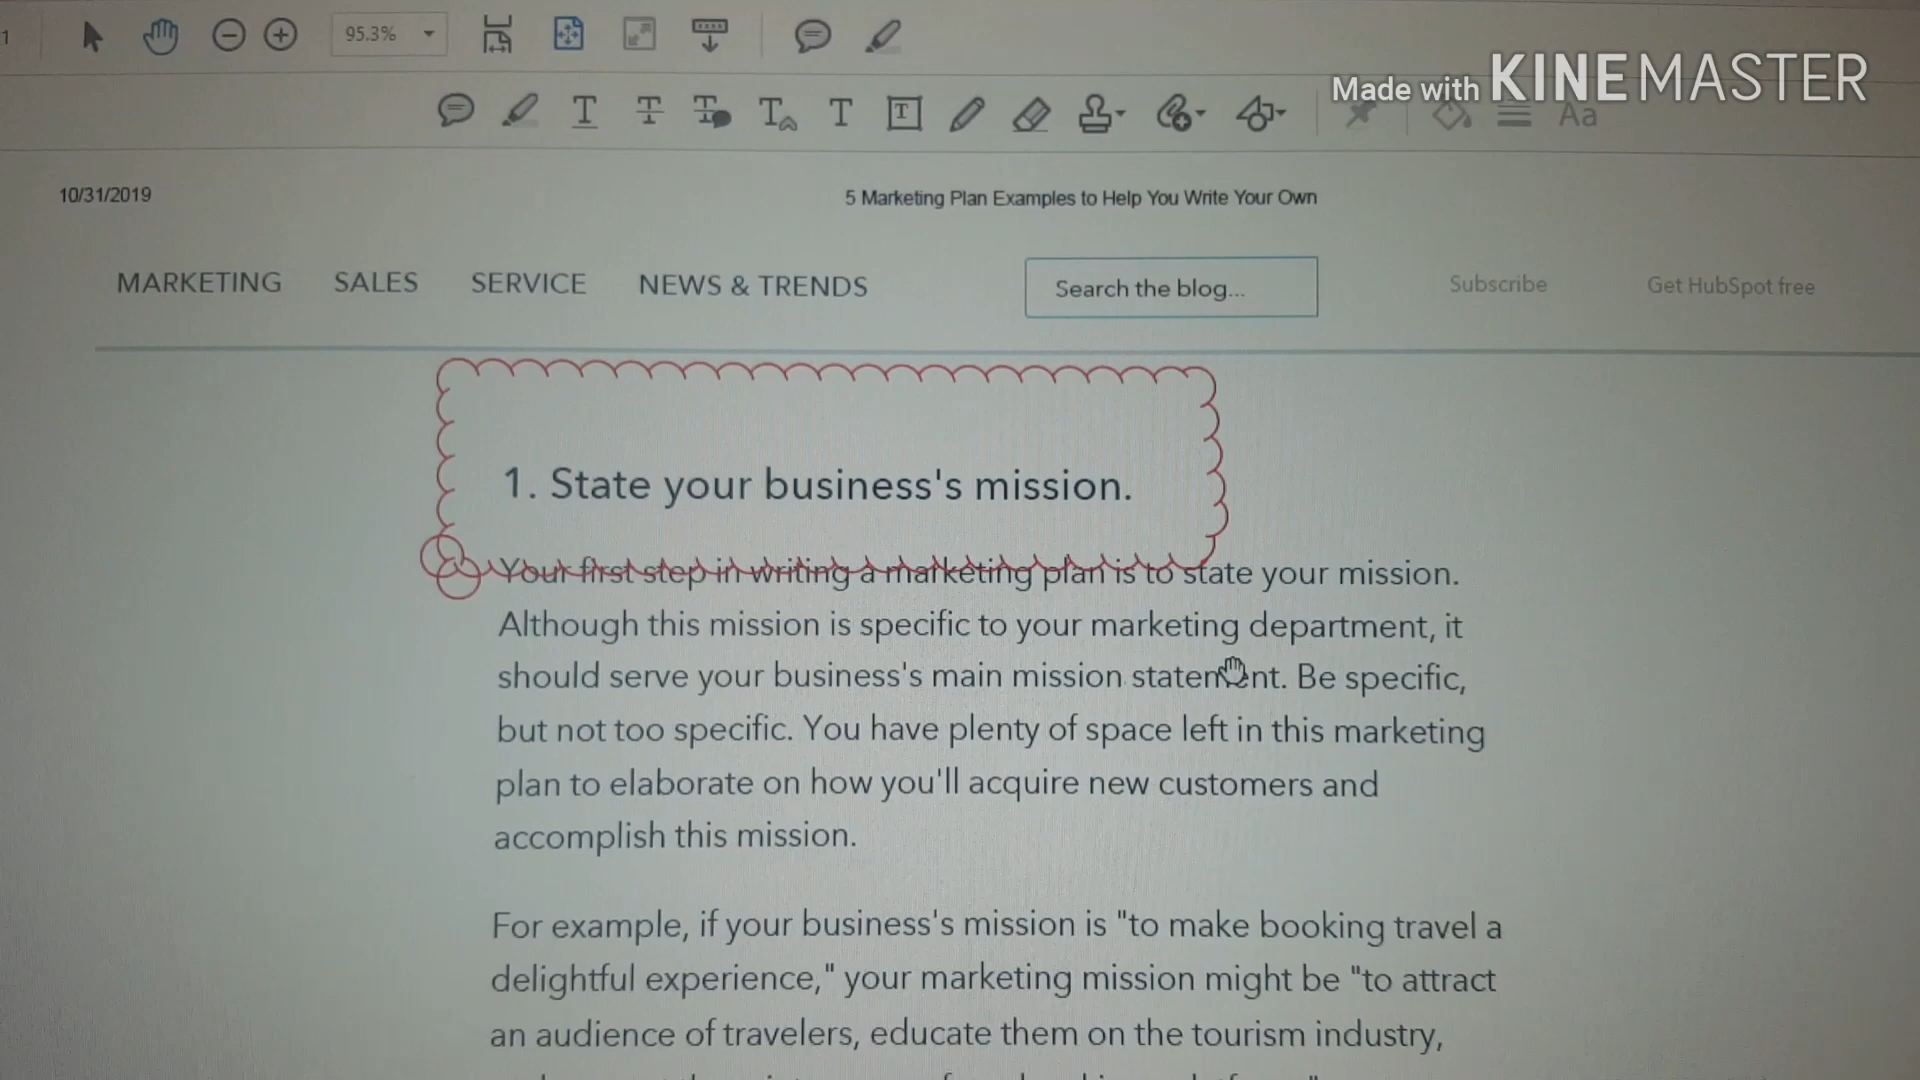 1
95.3%
Made with KINEMASTER
Aa
10/31/2019
5 Marketing Plan Examples to Help You Write Your Own
MARKETING SALES SERVICE NEWS & TRENDS Search the blog... Subscribe Get HubSpot free
1. State your business's mission.
Your first step in writing a marketing plan is to state your mission.
Although this mission is specific to your marketing department, it
should serve your business's main mission statement. Be specific,
but not too specific. You have plenty of space left in this marketing
plan to elaborate on how you'll acquire new customers and
accomplish this mission.
For example, if your business's mission is "to make booking travel a
delightful experience," your marketing mission might be "to attract
an audience of travelers, educate them on the tourism industry,